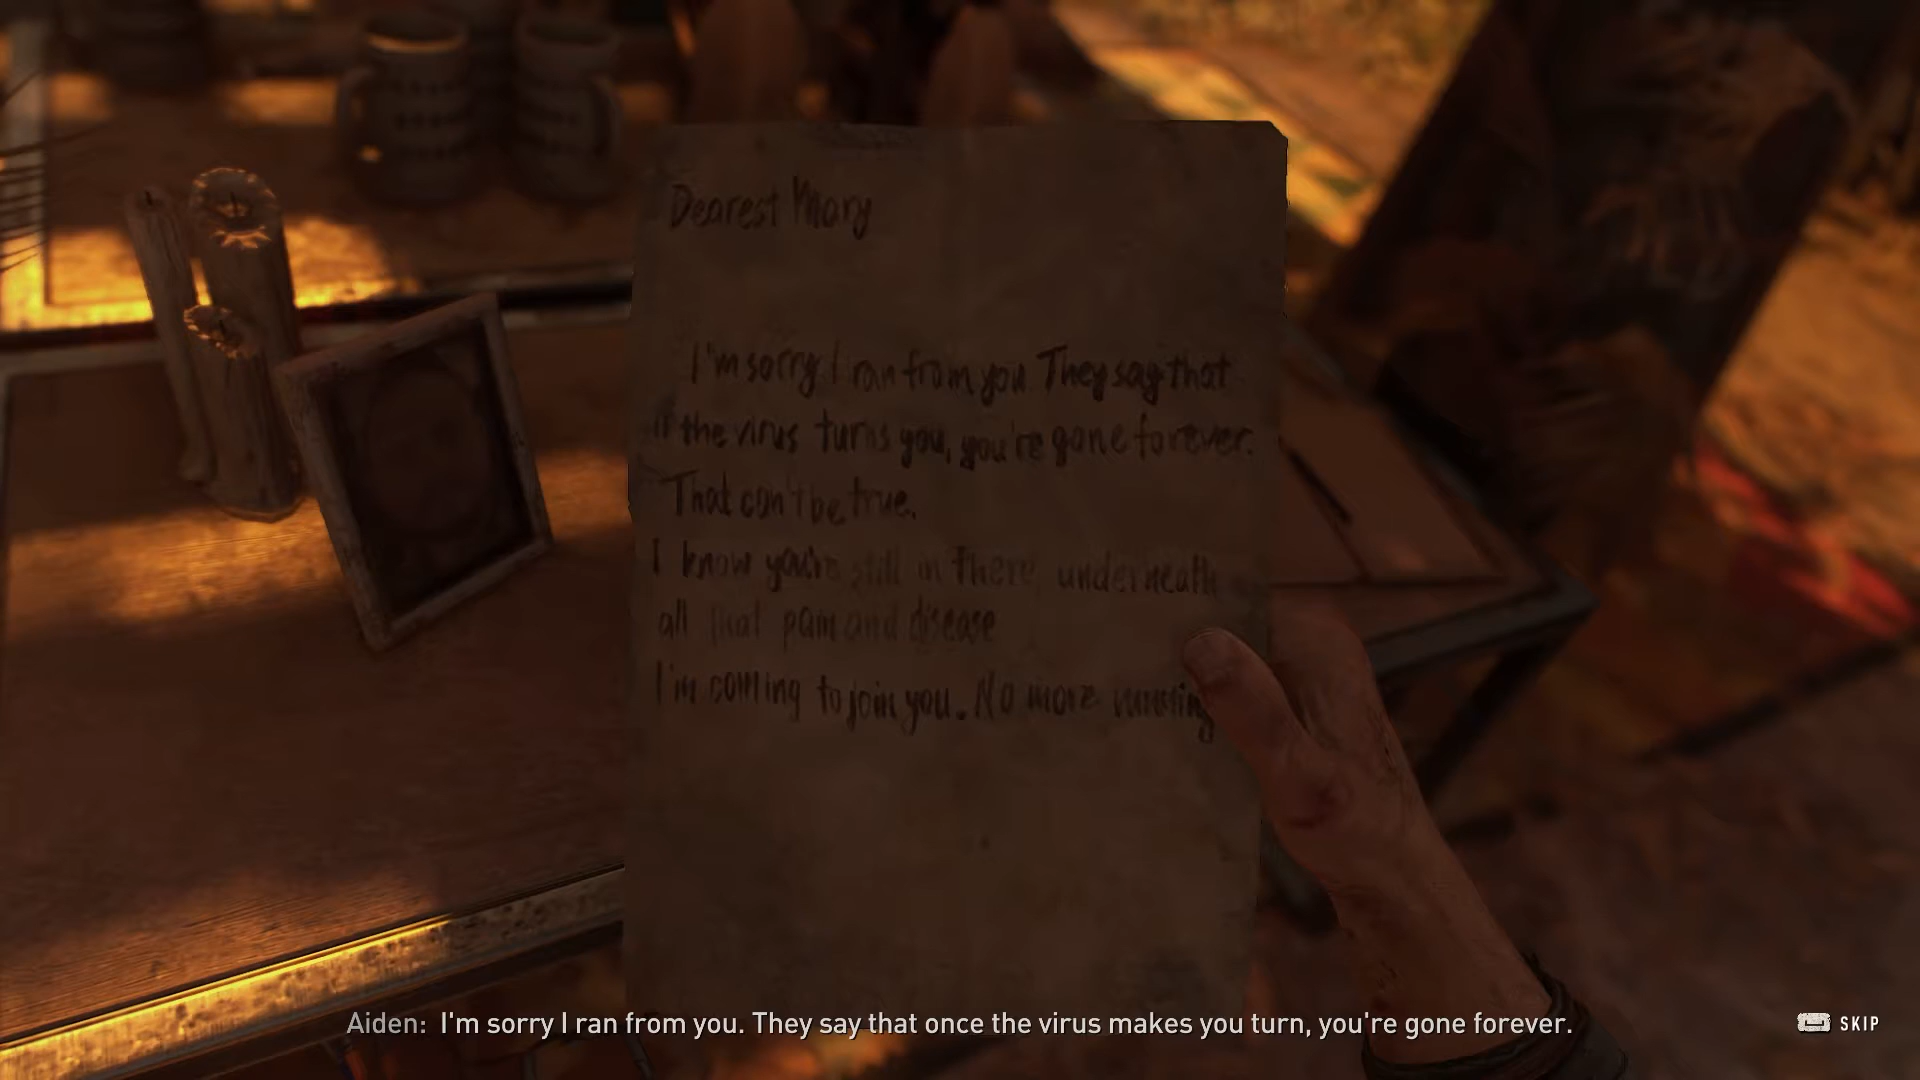 Dearest Mary
I'm sorry I ran from you They say that
if the virus turns you, you're gone forever.
That can't be true.
I know you're still in there underneath
all that pain and disease
I'm coming to join you. No more running
Aiden: I'm sorry I ran from you. They say that once the virus makes you turn, you're gone forever.
SKIP